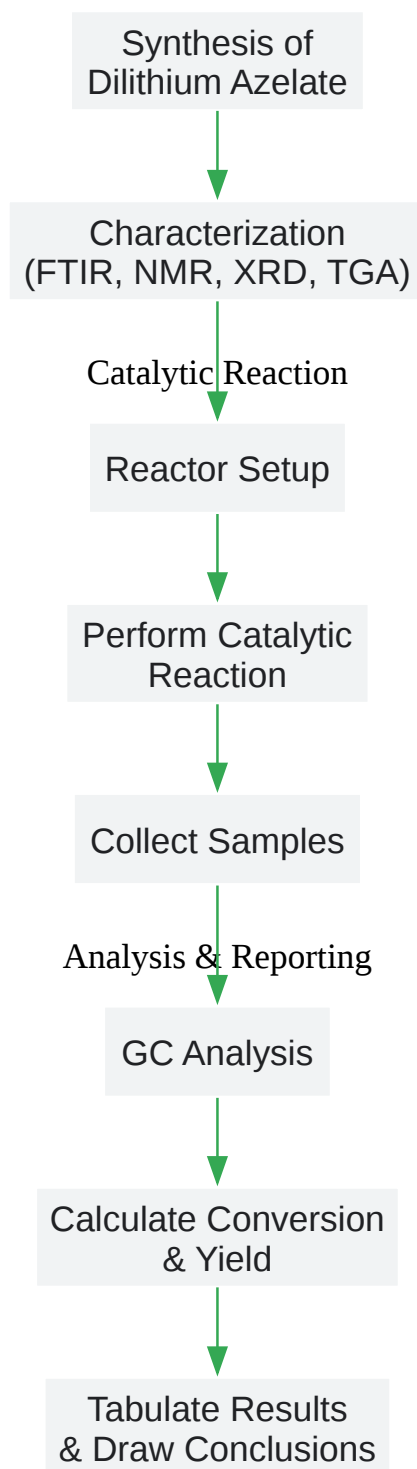 Synthesis of
Dilithium Azelate
Characterization
(FTIR, NMR, XRD, TGA)
Catalytic Reaction
Reactor Setup
Perform Catalytic
Reaction
Collect Samples
Analysis & Reporting
GC Analysis
Calculate Conversion
& Yield
Tabulate Results
& Draw Conclusions